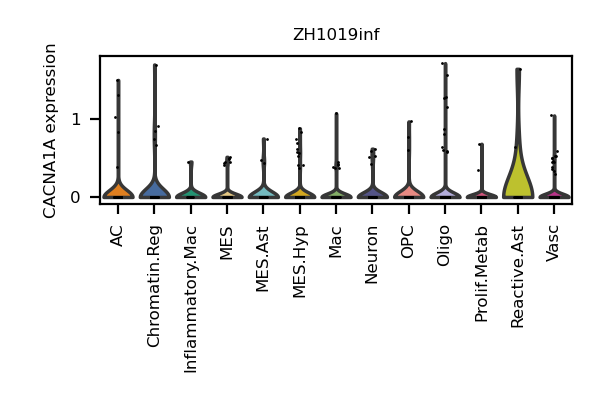 ZH1019inf
CACNA1A expression
1
0
AC
Chromatin.Reg
Inflammatory.Mac
MES
MES.Ast
MES.Hyp
Mac
Neuron
OPC
Oligo
Prolif.Metab
Reactive.Ast
Vasc